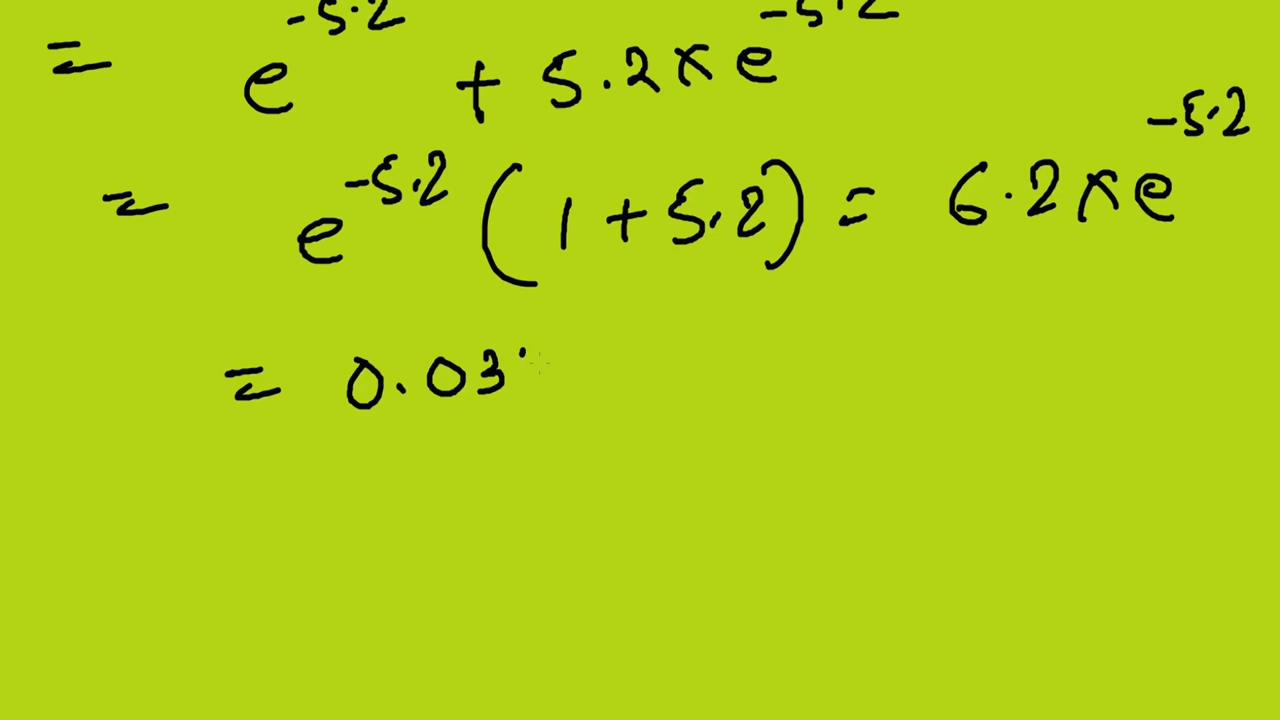 = e^-5.2 + 5.2 x e^-5.2
= e^-5.2 (1 + 5.2) = 6.2 x e^-5.2
= 0.03